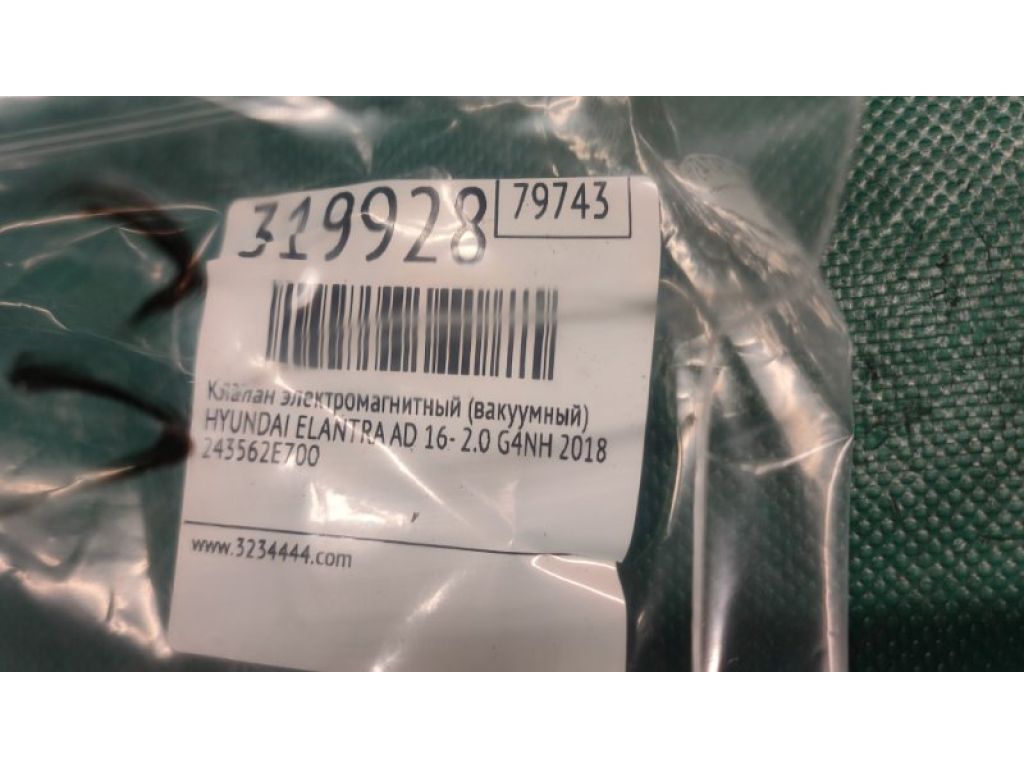 319928
79743
Клапан электромагнитный (вакуумный)
HYUNDAI ELANTRA AD 16- 2.0 G4NH 2018
243562E700
www.3234444.com